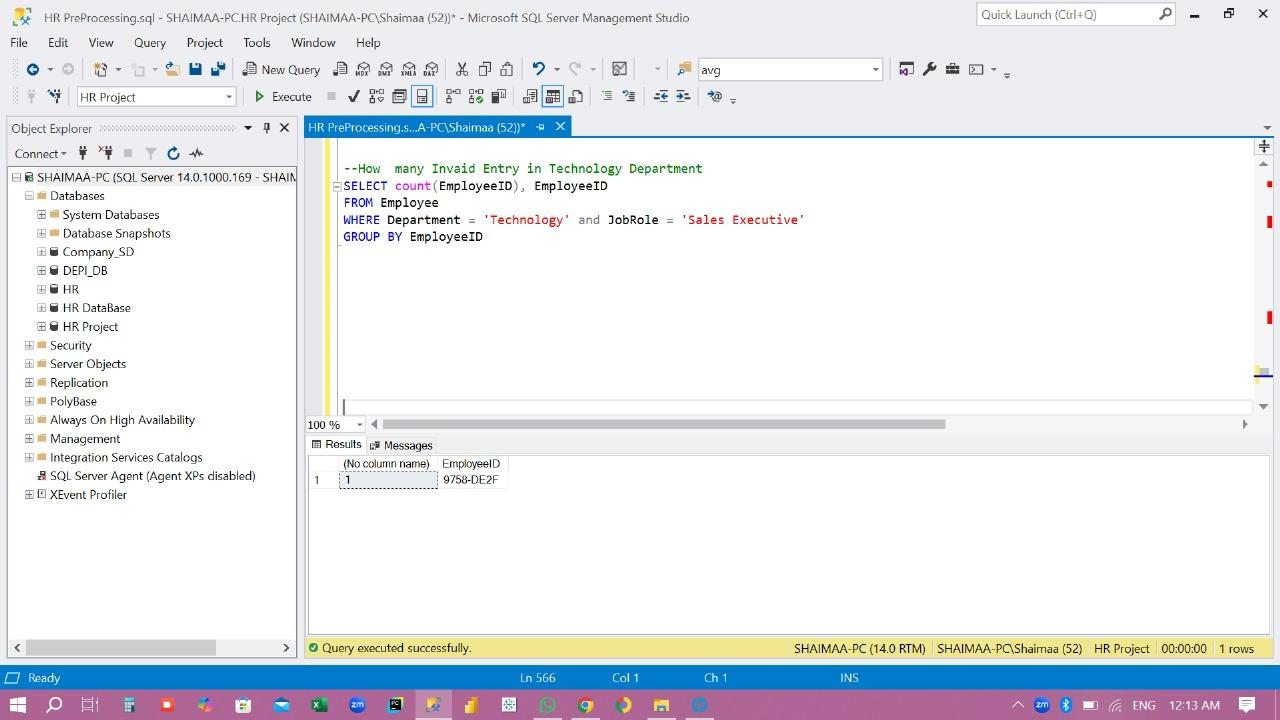 HR PreProcessing.sql - SHAIMAA-PC.HR Project (SHAIMAA-PC\Shaimaa (52))* - Microsoft SQL Server Management Studio
Quick Launch (Ctrl+Q)
File Edit View Query Project Tools Window Help
New Query
MDX
DMX
XMLA
DAX
avg
HR Project
Execute
Object Explorer
HR PreProcessing.s...A-PC\Shaimaa (52))*
Connect
SHAIMAA-PC (SQL Server 14.0.1000.169 - SHAIM
Databases
System Databases
Database Snapshots
Company_SD
DEPI_DB
HR
HR DataBase
HR Project
Security
Server Objects
Replication
PolyBase
Always On High Availability
Management
Integration Services Catalogs
SQL Server Agent (Agent XPs disabled)
XEvent Profiler
--How  many Invaid Entry in Technology Department
SELECT count(EmployeeID), EmployeeID
FROM Employee
WHERE Department = 'Technology' and JobRole = 'Sales Executive'
GROUP BY EmployeeID
100 %
Results Messages
(No column name) EmployeeID
1 1 9758-DE2F
Query executed successfully.
SHAIMAA-PC (14.0 RTM) SHAIMAA-PC\Shaimaa (52) HR Project 00:00:00 1 rows
Ready Ln 566 Col 1 Ch 1 INS
zm
PC
zm
ENG 12:13 AM